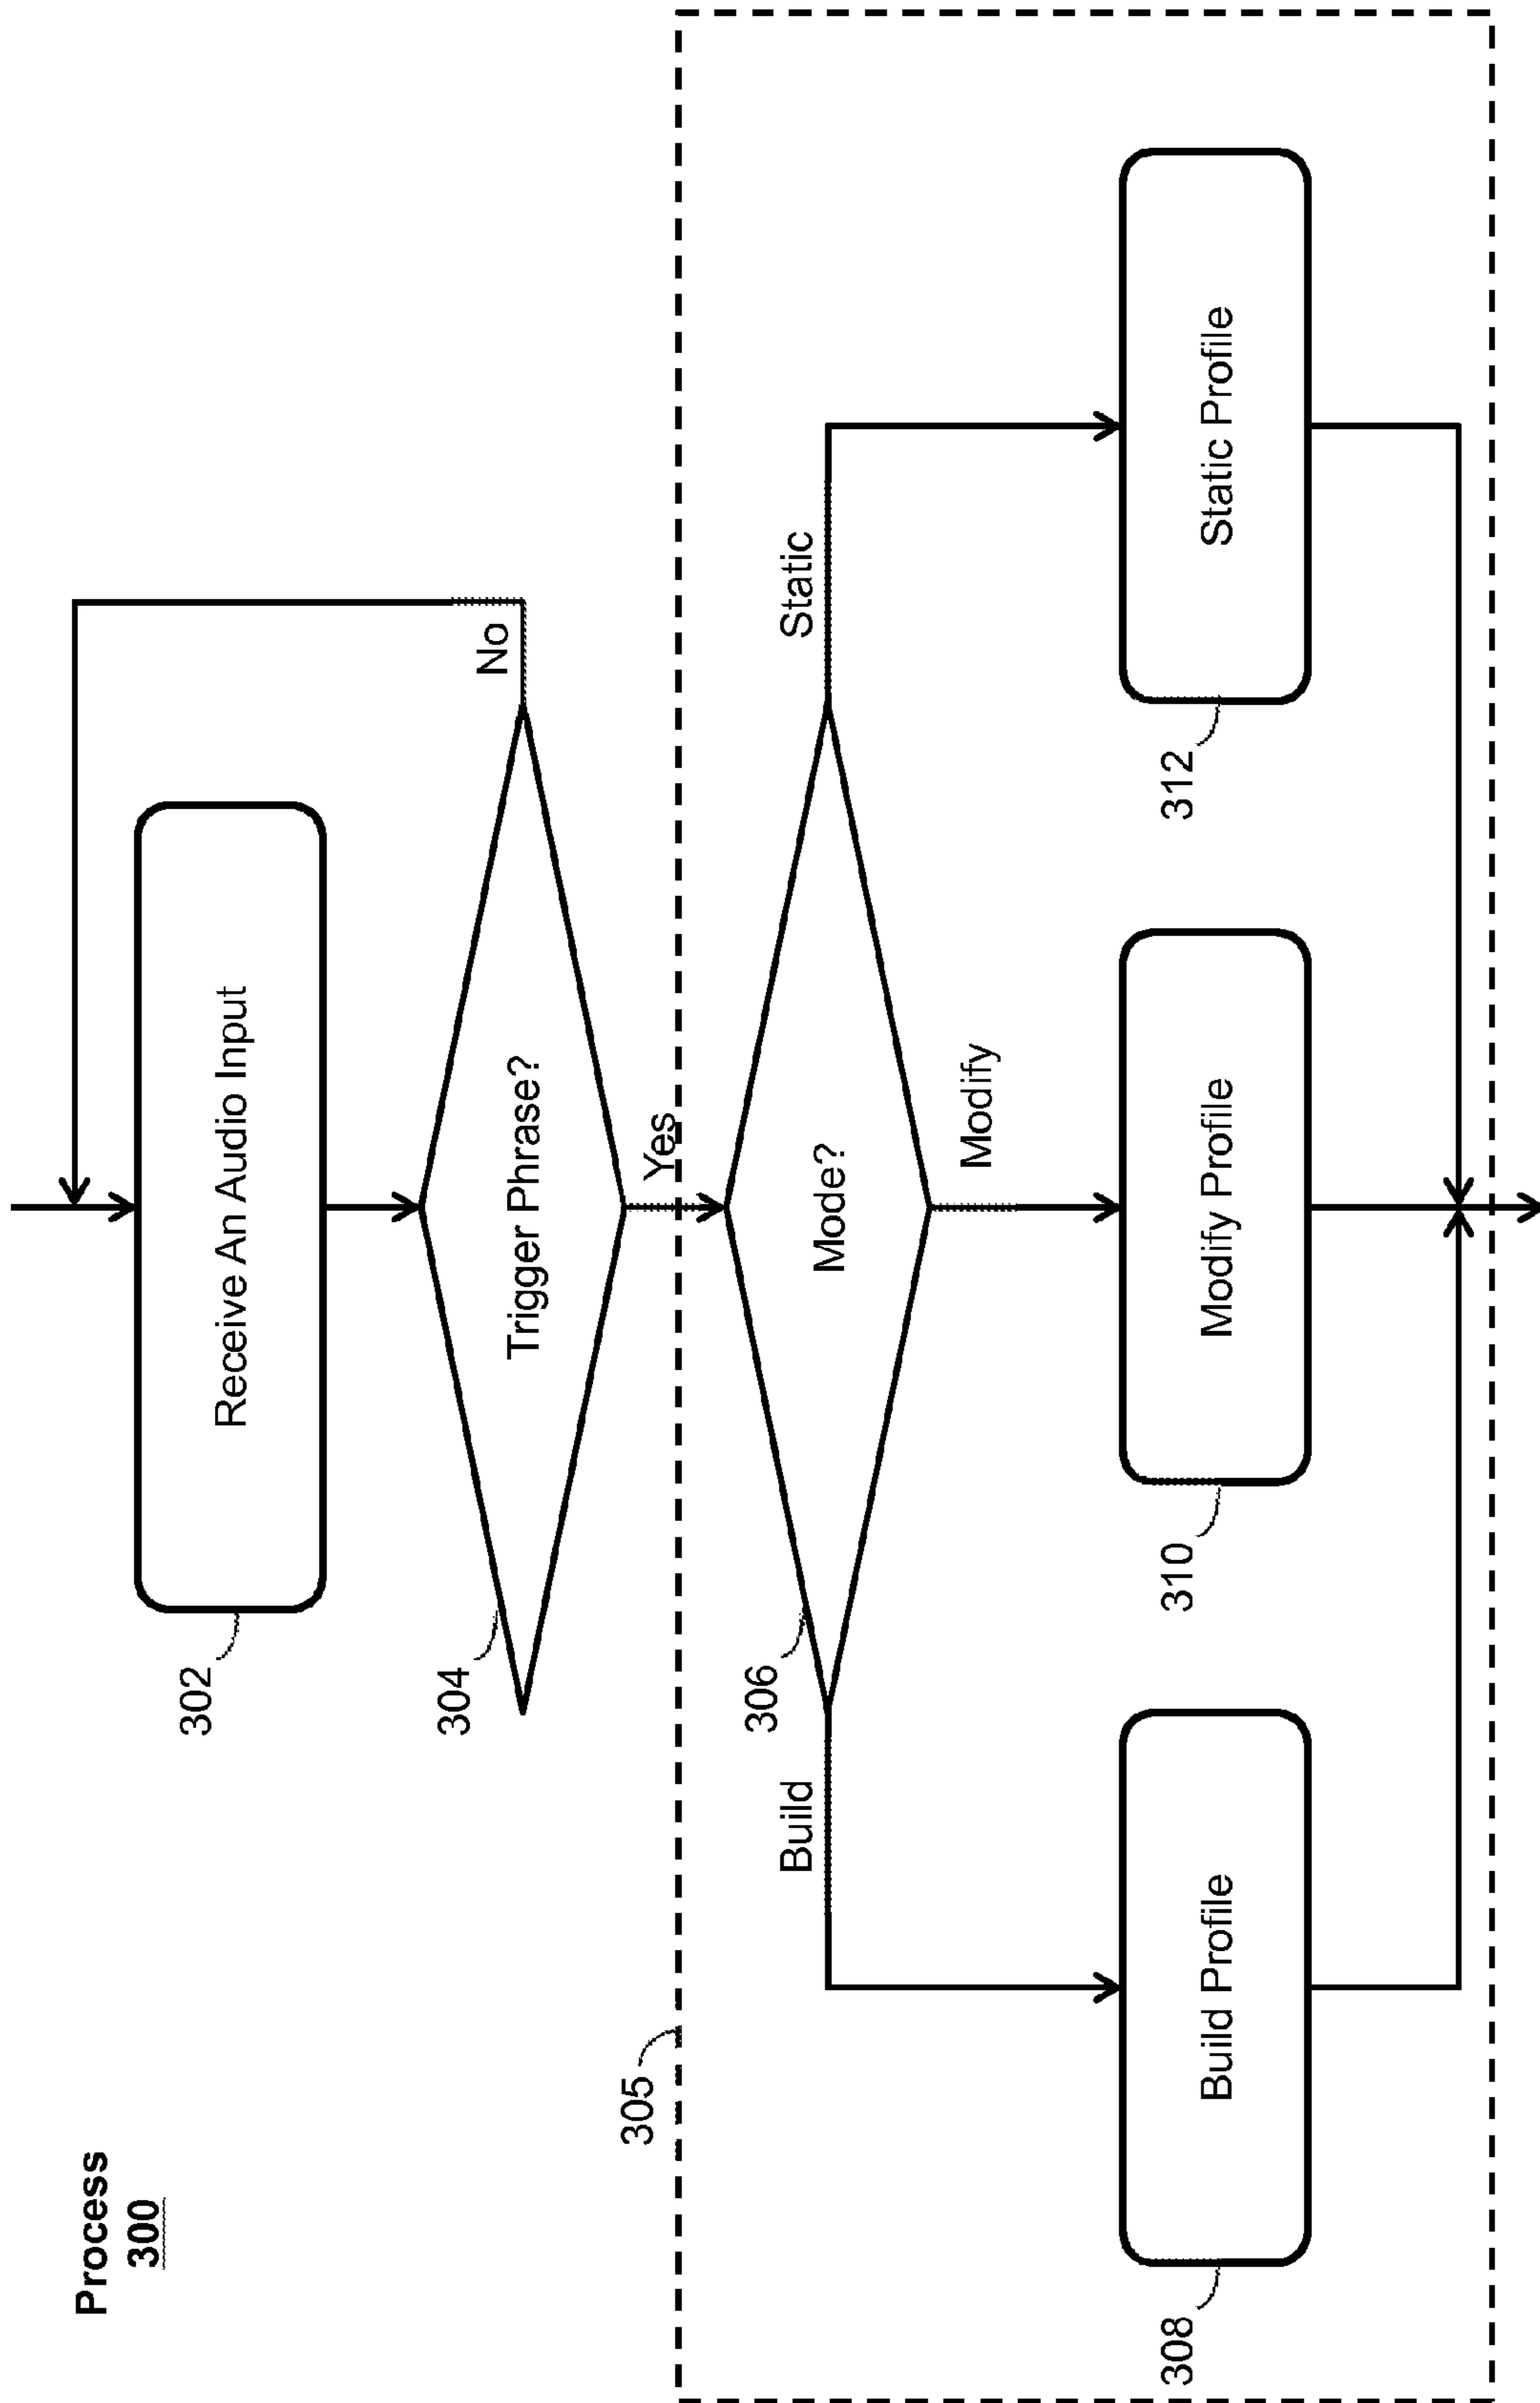 Process
300
302
Receive An Audio Input
304
Trigger Phrase?
No
Yes
305
306
Mode?
Build
Modify
Static
308
Build Profile
310
Modify Profile
312
Static Profile